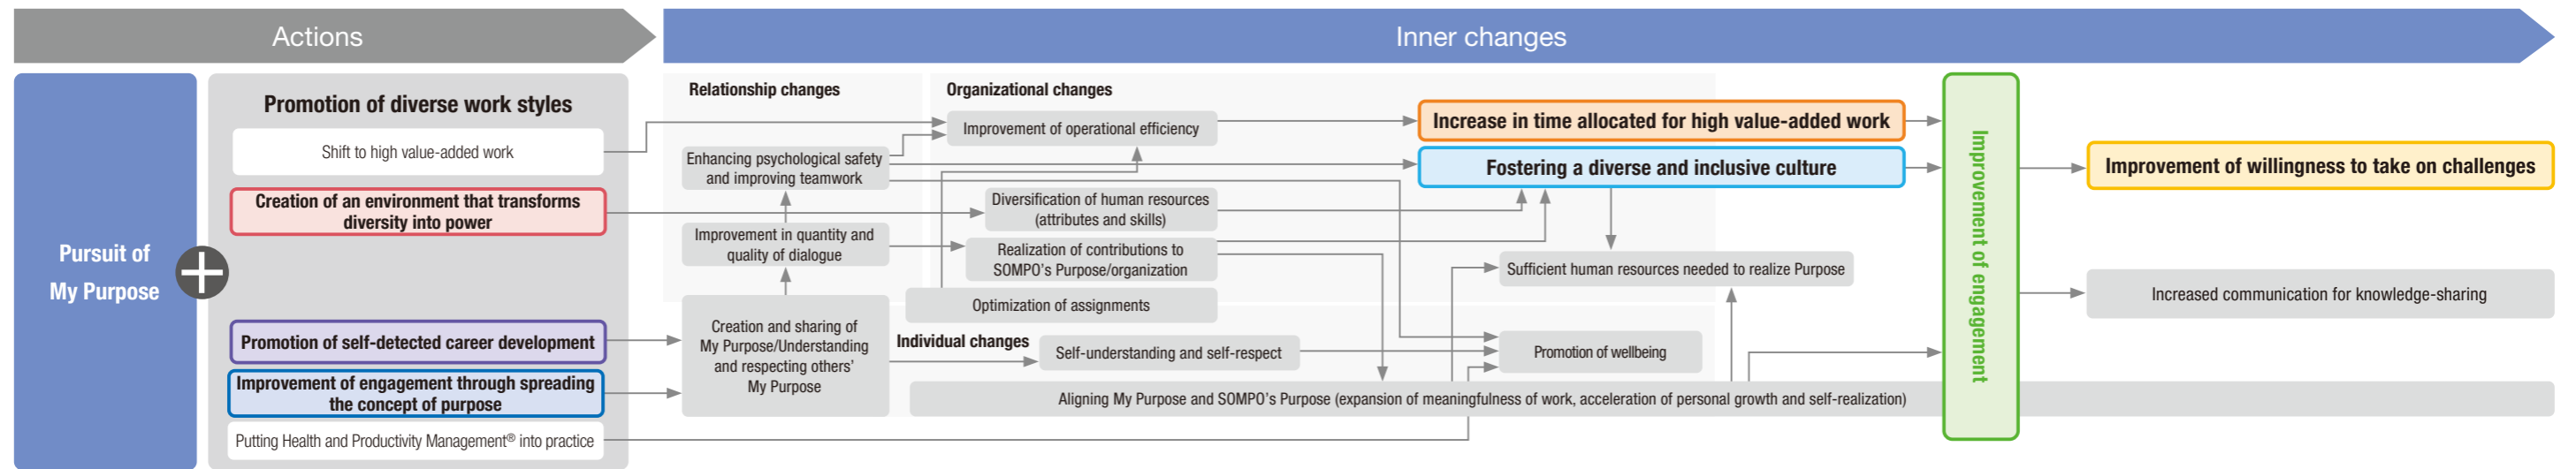 Actions
Inner changes
Pursuit of
My Purpose
Promotion of diverse work styles
Shift to high value-added work
Creation of an environment that transforms
diversity into power
Promotion of self-detected career development
Improvement of engagement through spreading
the concept of purpose
Putting Health and Productivity Management® into practice
Relationship changes
Enhancing psychological safety
and improving teamwork
Improvement in quantity and
quality of dialogue
Creation and sharing of
My Purpose/Understanding
and respecting others'
My Purpose
Organizational changes
Improvement of operational efficiency
Diversification of human resources
(attributes and skills)
Realization of contributions to
SOMPO's Purpose/organization
Optimization of assignments
Individual changes
Self-understanding and self-respect
Increase in time allocated for high value-added work
Fostering a diverse and inclusive culture
Sufficient human resources needed to realize Purpose
Promotion of wellbeing
Aligning My Purpose and SOMPO's Purpose (expansion of meaningfulness of work, acceleration of personal growth and self-realization)
Improvement of engagement
Improvement of willingness to take on challenges
Increased communication for knowledge-sharing